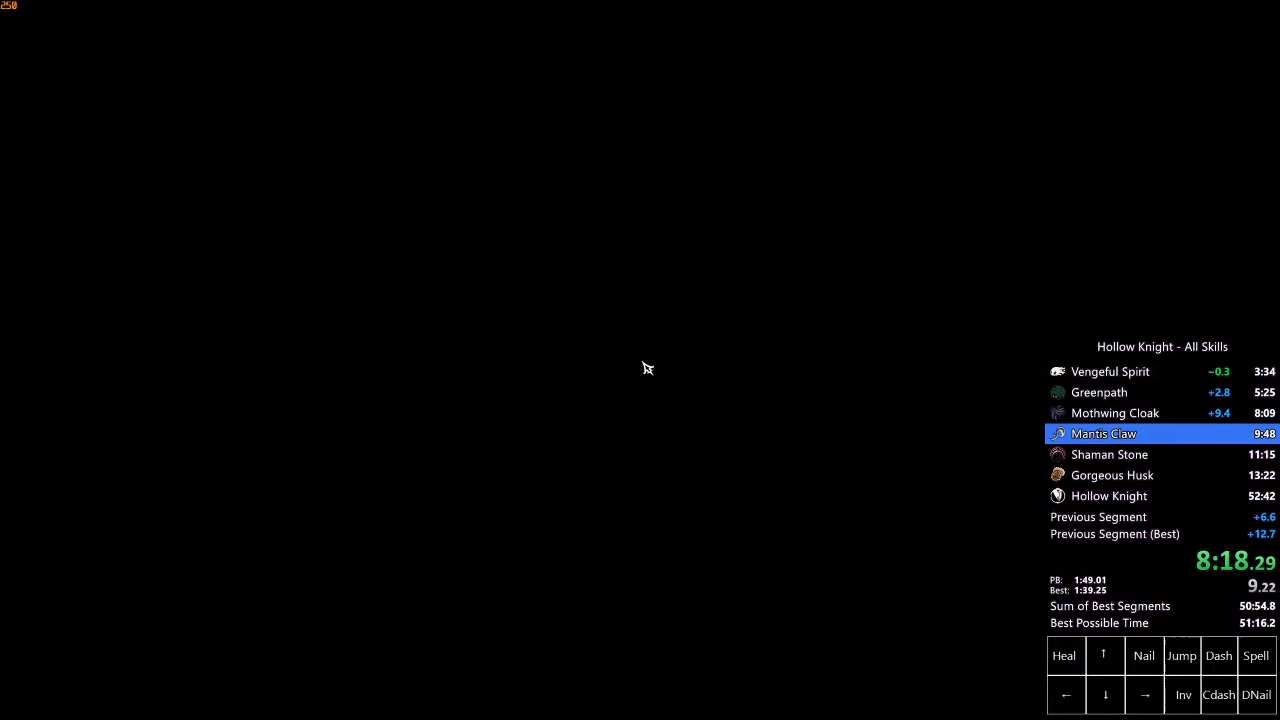 250
Hollow Knight - All Skills
Vengeful Spirit −0.3 3:34
Greenpath +2.8 5:25
Mothwing Cloak +9.4 8:09
Mantis Claw 9:48
Shaman Stone 11:15
Gorgeous Husk 13:22
Hollow Knight 52:42
Previous Segment +6.6
Previous Segment (Best) +12.7
8:18.29
PB: 1:49.01 9.22
Best: 1:39.25
Sum of Best Segments 50:54.8
Best Possible Time 51:16.2
Heal ↑ Nail Jump Dash Spell
← ↓ → Inv Cdash DNail